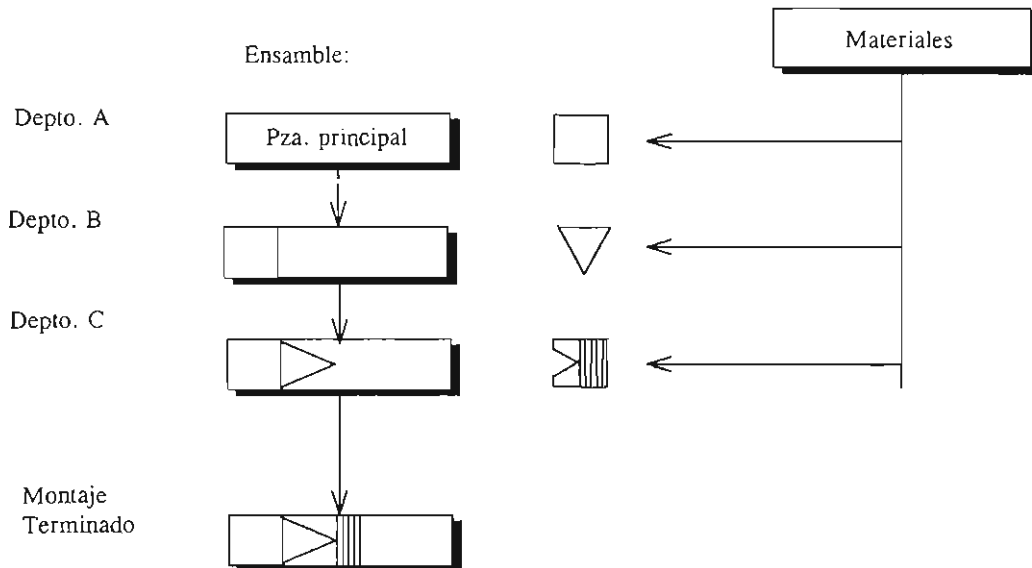 Materiales
Ensamble:
Depto. A
Pza. principal
Depto. B
Depto. C
Montaje
Terminado